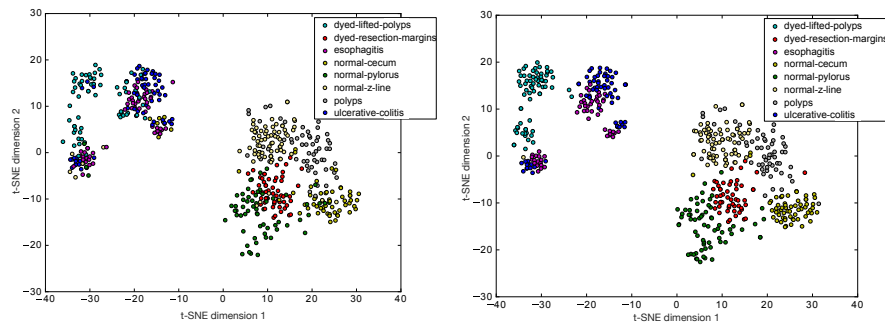 30
20
10
0
−10
−20
−30
−40
−30
−20
−10
0
10
20
30
40
t-SNE dimension 2
t-SNE dimension 1
dyed-lifted-polyps
dyed-resection-margins
esophagitis
normal-cecum
normal-pylorus
normal-z-line
polyps
ulcerative-colitis
30
20
10
0
−10
−20
−30
−40
−30
−20
−10
0
10
20
30
40
t-SNE dimension 2
t-SNE dimension 1
dyed-lifted-polyps
dyed-resection-margins
esophagitis
normal-cecum
normal-pylorus
normal-z-line
polyps
ulcerative-colitis